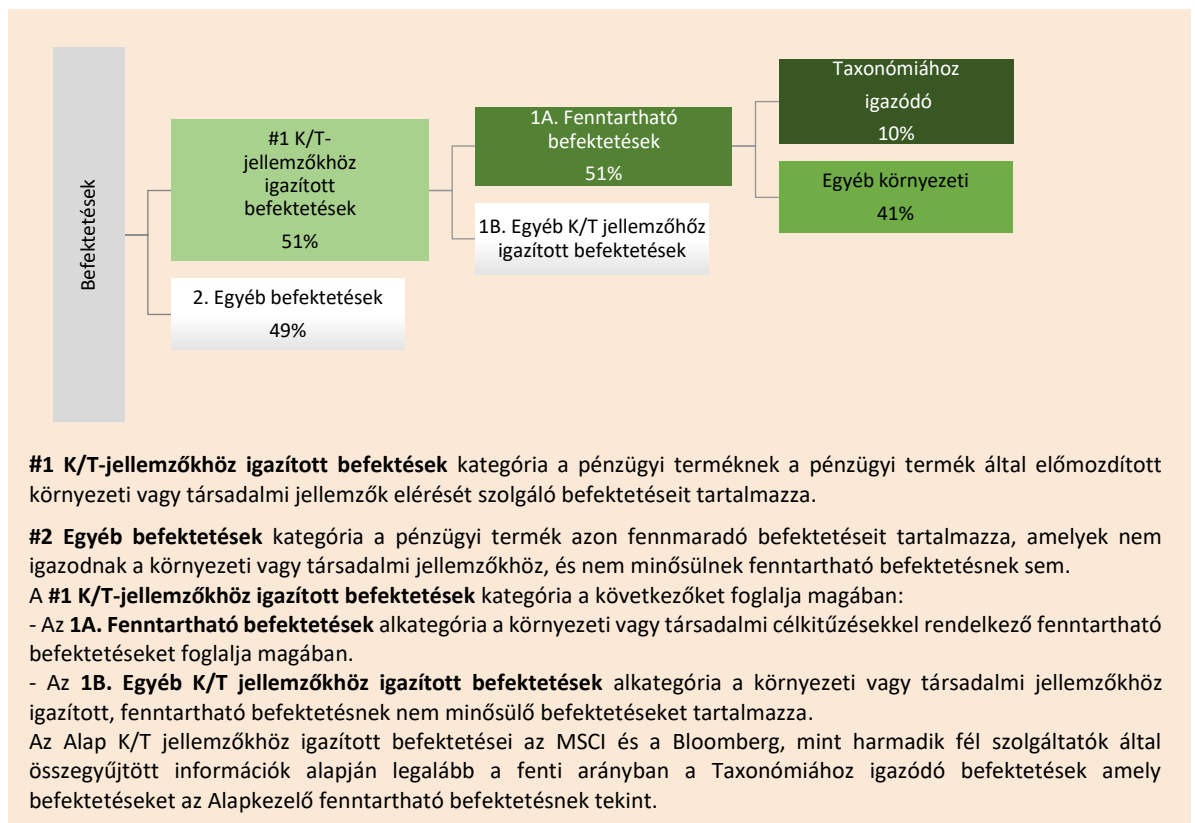 Befektetések
#1 K/T-
jellemzőkhöz
igazított
befektetések
51%
2. Egyéb befektetések
49%
1A. Fenntartható
befektetések
51%
1B. Egyéb K/T jellemzőhőz
igazított befektetések
Taxonómiához
igazódó
10%
Egyéb környezeti
41%
#1 K/T-jellemzőkhöz igazított befektések kategória a pénzügyi terméknek a pénzügyi termék által előmozdított
környezeti vagy társadalmi jellemzők elérését szolgáló befektetéseit tartalmazza.
#2 Egyéb befektetések kategória a pénzügyi termék azon fennmaradó befektetéseit tartalmazza, amelyek nem
igazodnak a környezeti vagy társadalmi jellemzőkhöz, és nem minősülnek fenntartható befektetésnek sem.
A #1 K/T-jellemzőkhöz igazított befektetések kategória a következőket foglalja magában:
- Az 1A. Fenntartható befektetések alkategória a környezeti vagy társadalmi célkitűzésekkel rendelkező fenntartható
befektetéseket foglalja magában.
- Az 1B. Egyéb K/T jellemzőkhöz igazított befektetések alkategória a környezeti vagy társadalmi jellemzőkhöz
igazított, fenntartható befektetésnek nem minősülő befektetéseket tartalmazza.
Az Alap K/T jellemzőkhöz igazított befektetései az MSCI és a Bloomberg, mint harmadik fél szolgáltatók által
összegyűjtött információk alapján legalább a fenti arányban a Taxonómiához igazódó befektetések amely
befektetéseket az Alapkezelő fenntartható befektetésnek tekint.